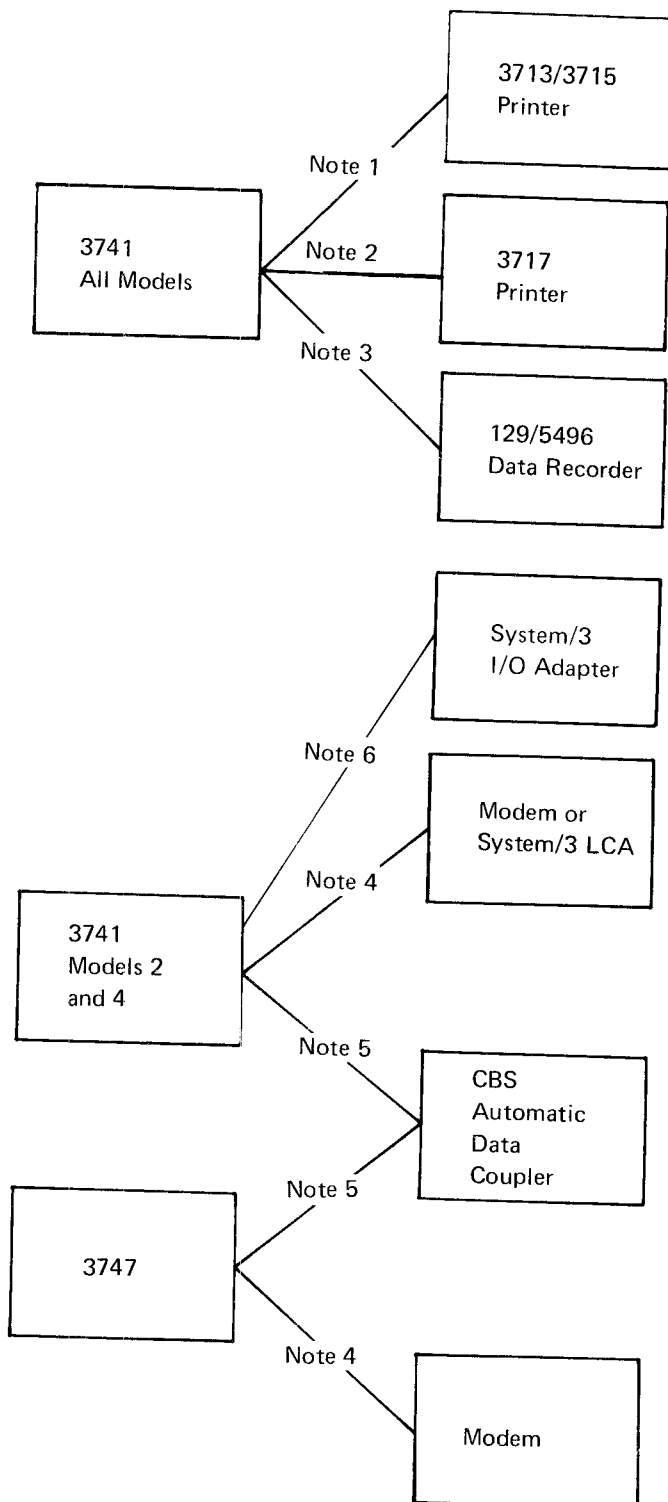 3713/3715
Printer
Note 1
3741
All Models
Note 2
3717
Printer
Note 3
129/5496
Data Recorder
System/3
I/O Adapter
Note 6
Modem or
System/3 LCA
Note 4
3741
Models 2
and 4
Note 5
CBS
Automatic
Data
Coupler
Note 5
3747
Note 4
Modem